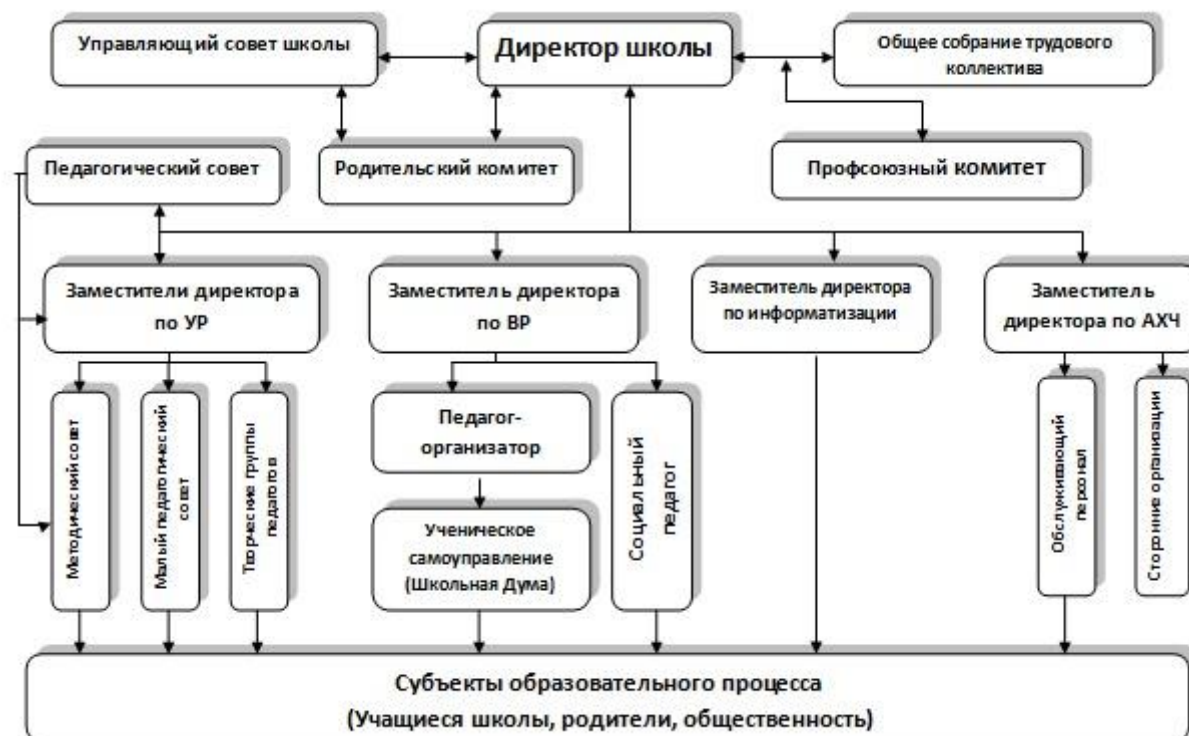 Управляющий совет школы
Директор школы
Общее собрание трудового
коллектива
Педагогический совет
Родительский комитет
Профсоюзный комитет
Заместители директора
по УР
Заместитель директора
по ВР
Заместитель директора
по информатизации
Заместитель
директора по АХЧ
Методический совет
Малый педагогический
совет
Творческие группы
педагогов
Педагог-
организатор
Ученическое
самоуправление
(Школьная Дума)
Социальный
педагог
Обслуживающий
персонал
Сторонние организации
Субъекты образовательного процесса
(Учащиеся школы, родители, общественность)